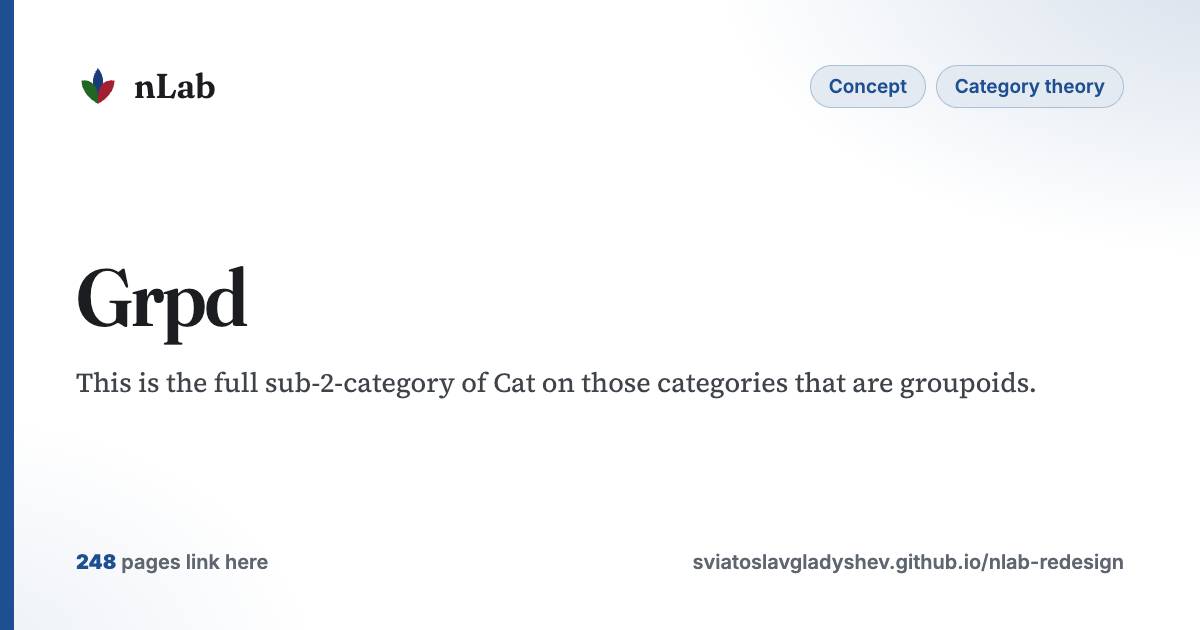 nLab
Concept
Category theory
Grpd
This is the full sub-2-category of Cat on those categories that are groupoids.
248 pages link here
sviatoslavgladyshev.github.io/nlab-redesign